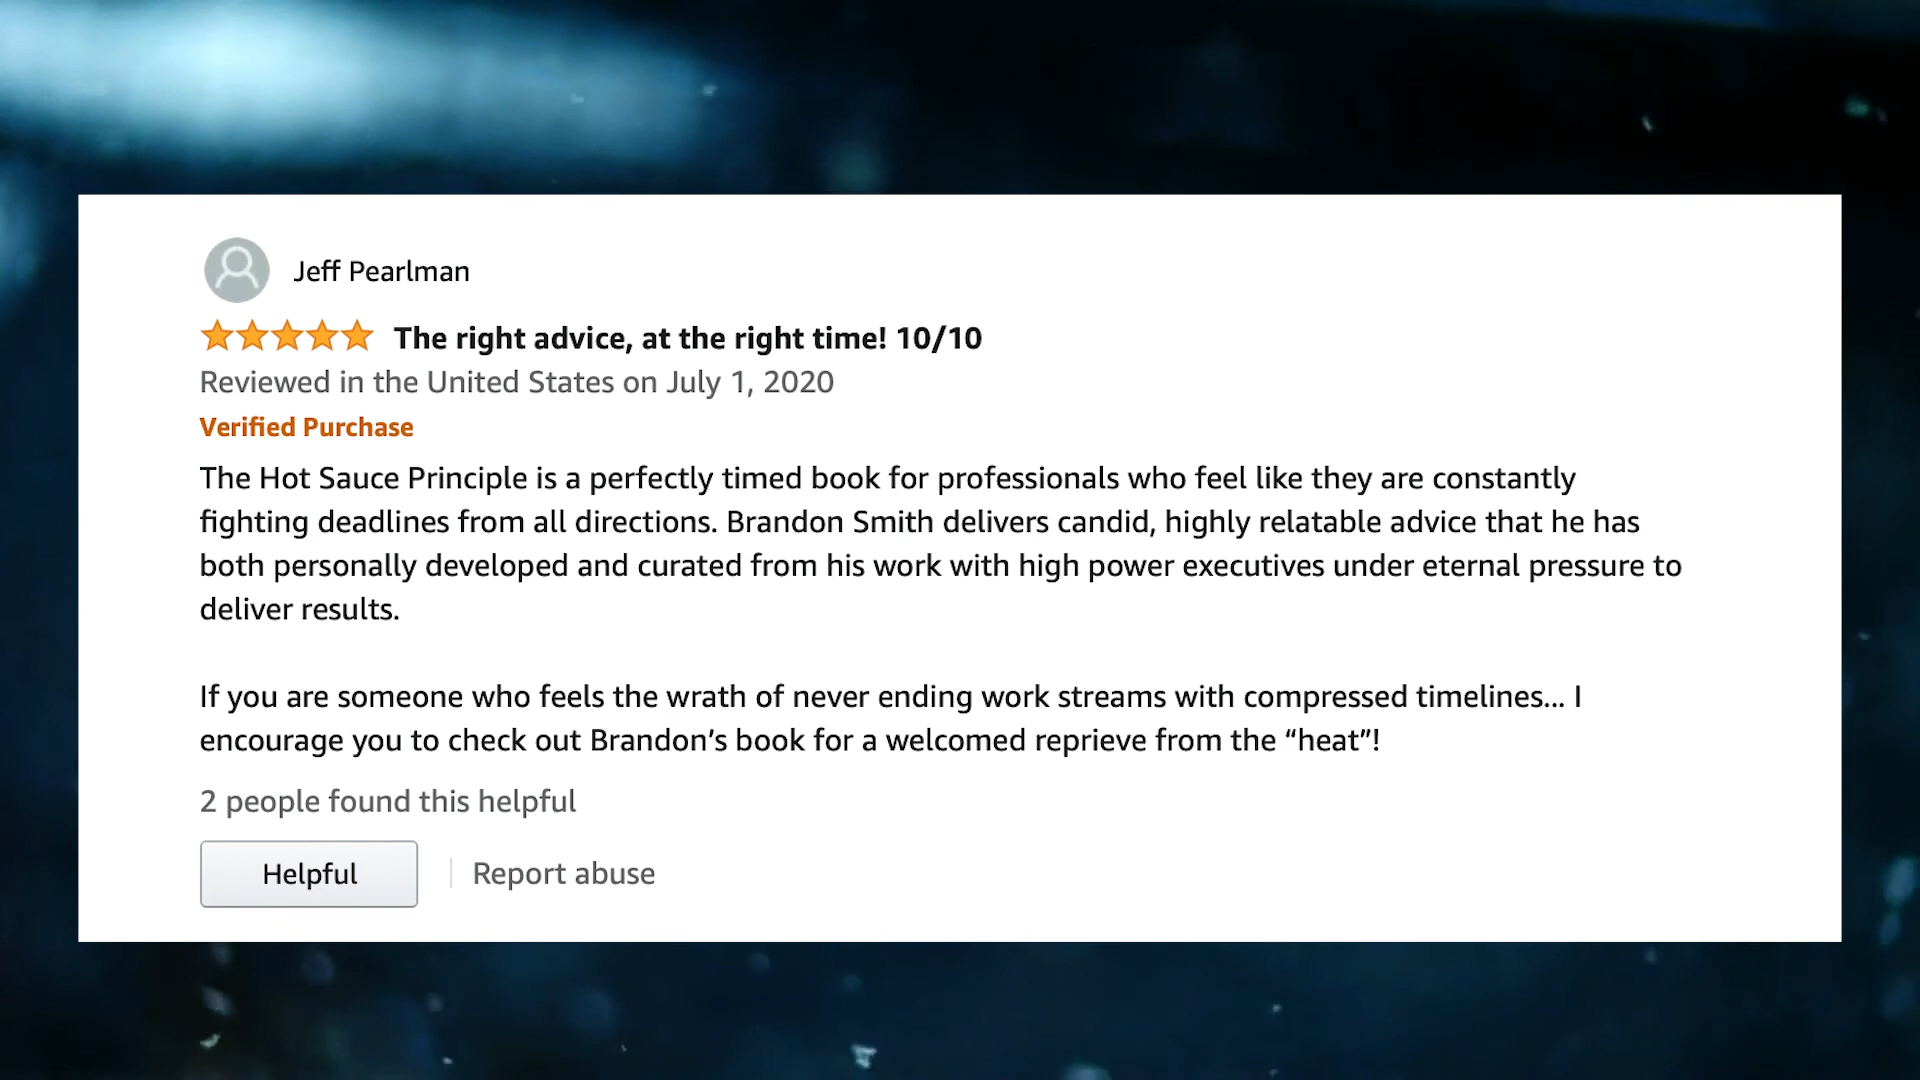 Jeff Pearlman
The right advice, at the right time! 10/10
Reviewed in the United States on July 1, 2020
Verified Purchase
The Hot Sauce Principle is a perfectly timed book for professionals who feel like they are constantly
fighting deadlines from all directions. Brandon Smith delivers candid, highly relatable advice that he has
both personally developed and curated from his work with high power executives under eternal pressure to
deliver results.
If you are someone who feels the wrath of never ending work streams with compressed timelines... I
encourage you to check out Brandon’s book for a welcomed reprieve from the “heat”!
2 people found this helpful
Helpful
Report abuse